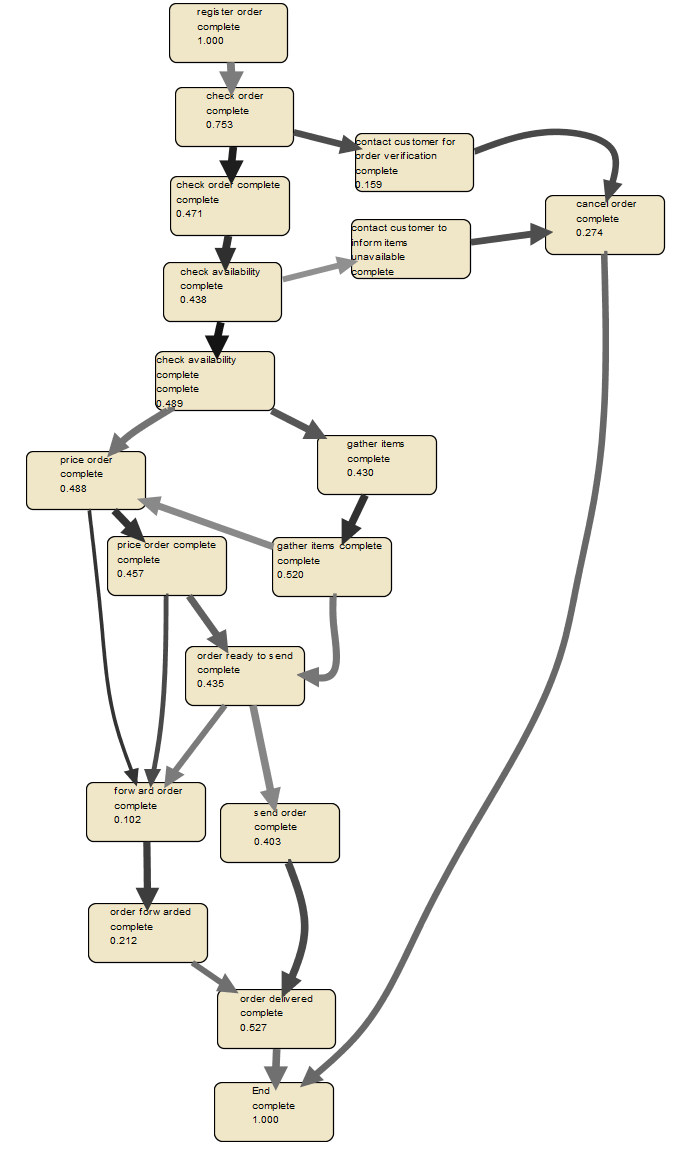 register order
complete
1.000
check order
complete
0.753
contact customer for
order verification
complete
0.159
check order complete
complete
0.471
cancel order
complete
0.274
contact customer to
inform items
unavailable
complete
check availability
complete
0.438
check availability
complete
complete
0.489
gather items
complete
0.430
price order
complete
0.488
price order complete
complete
0.457
gather items complete
complete
0.520
order ready to send
complete
0.435
forward order
complete
0.102
send order
complete
0.403
order forwarded
complete
0.212
order delivered
complete
0.527
End
complete
1.000